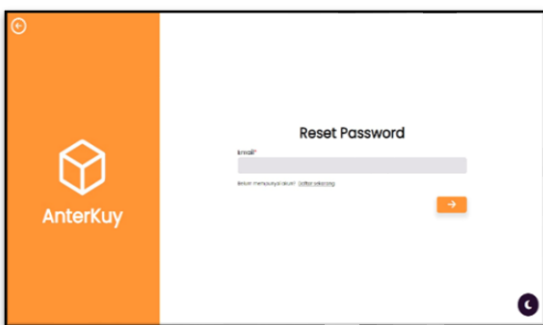 Reset Password
Email*
Belum mempunyai akun? Daftar sekarang
AnterKuy